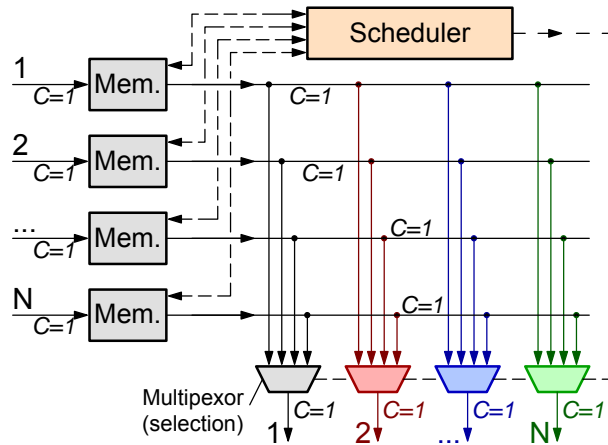 Scheduler
1
C=1
Mem.
C=1
2
C=1
Mem.
C=1
...
C=1
Mem.
C=1
N
C=1
Mem.
C=1
Multipexor
(selection)
1
C=1
2
C=1
...
C=1
N
C=1